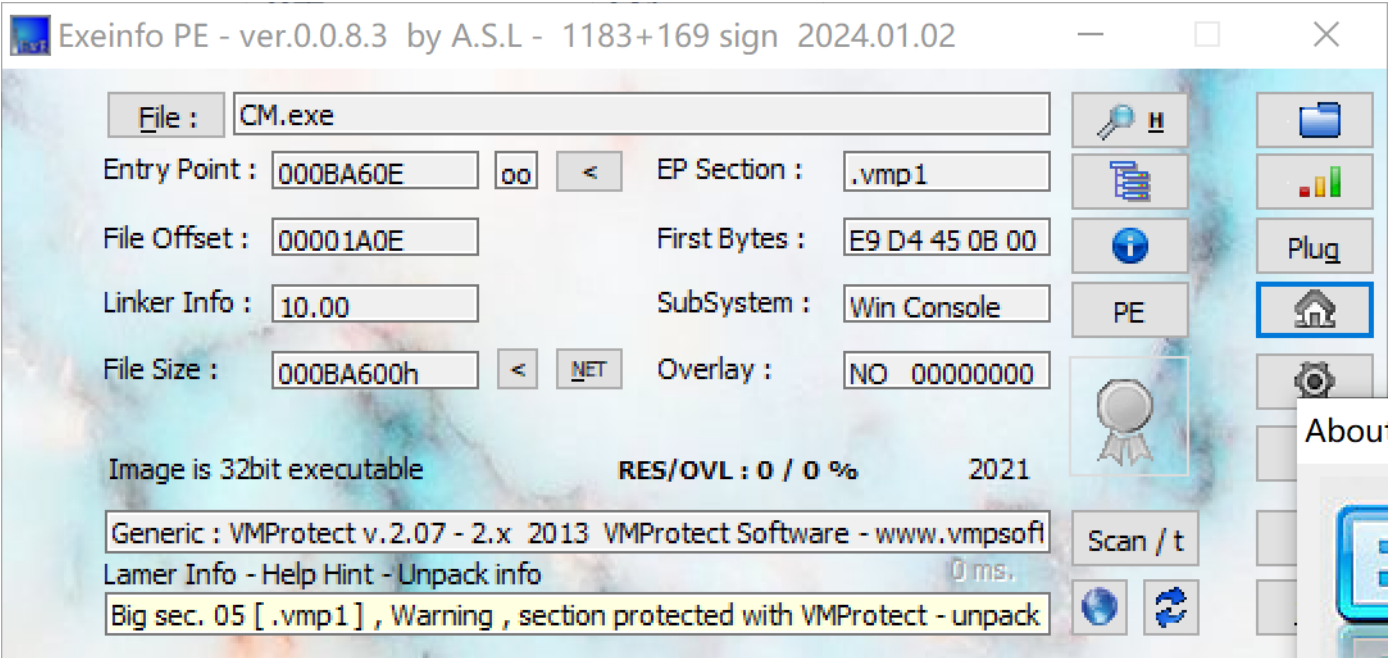 Exeinfo PE - ver.0.0.8.3 by A.S.L - 1183+169 sign 2024.01.02
File : CM.exe H
Entry Point : 000BA60E oo < EP Section : .vmp1
File Offset : 00001A0E First Bytes : E9 D4 45 0B 00 Plug
Linker Info : 10.00 SubSystem : Win Console PE
File Size : 000BA600h < NET Overlay : NO 00000000
About
Image is 32bit executable RES/OVL : 0 / 0 % 2021
Generic : VMProtect v.2.07 - 2.x 2013 VMProtect Software - www.vmpsoft Scan / t
Lamer Info - Help Hint - Unpack info 0 ms.
Big sec. 05 [ .vmp1 ] , Warning , section protected with VMProtect - unpack